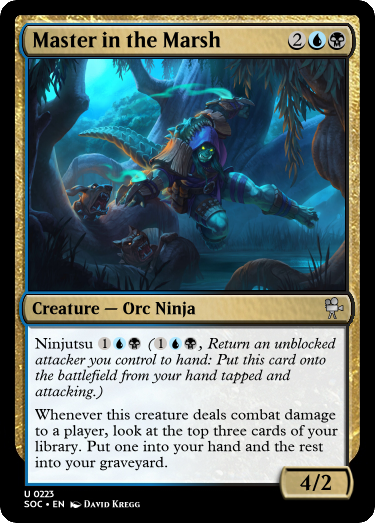 Master in the Marsh 2
Creature — Orc Ninja
Ninjutsu 1 (1, Return an unblocked
attacker you control to hand: Put this card onto
the battlefield from your hand tapped and
attacking.)
Whenever this creature deals combat damage
to a player, look at the top three cards of your
library. Put one into your hand and the rest
into your graveyard.
4/2
U 0223
SOC • EN David Kregg